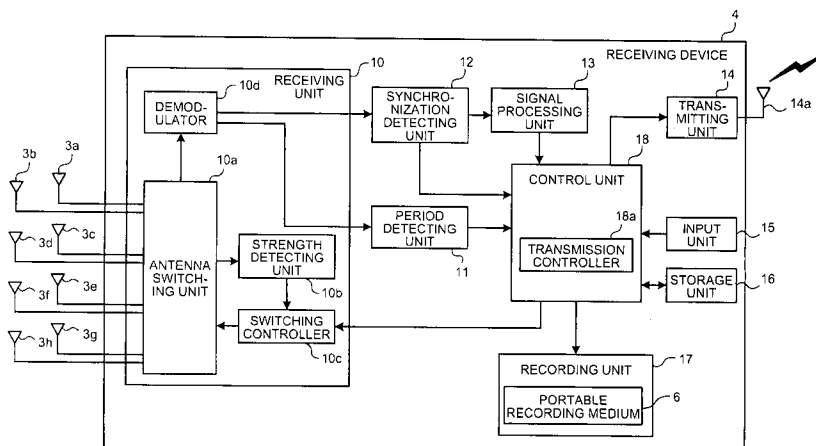 4
RECEIVING DEVICE
10
RECEIVING
UNIT
10d
DEMOD-
ULATOR
12
SYNCHRO-
NIZATION
DETECTING
UNIT
13
SIGNAL
PROCESSING
UNIT
14
TRANS-
MITTING
UNIT
14a
3b
3a
10a
3d
3c
3f
3e
3h
3g
ANTENNA
SWITCH-
ING UNIT
STRENGTH
DETECTING
UNIT
10b
SWITCHING
CONTROLLER
10c
PERIOD
DETECTING
UNIT
11
18
CONTROL UNIT
18a
TRANSMISSION
CONTROLLER
INPUT
UNIT
15
STORAGE
UNIT
16
17
RECORDING UNIT
PORTABLE
RECORDING MEDIUM
6